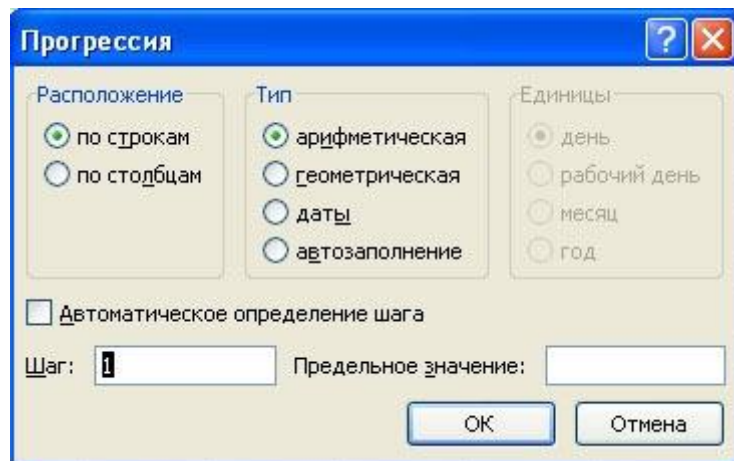 Прогрессия
Расположение
по строкам
по столбцам
Тип
арифметическая
геометрическая
даты
автозаполнение
Единицы
день
рабочий день
месяц
год
Автоматическое определение шага
Шаг: 1
Предельное значение:
ОК
Отмена